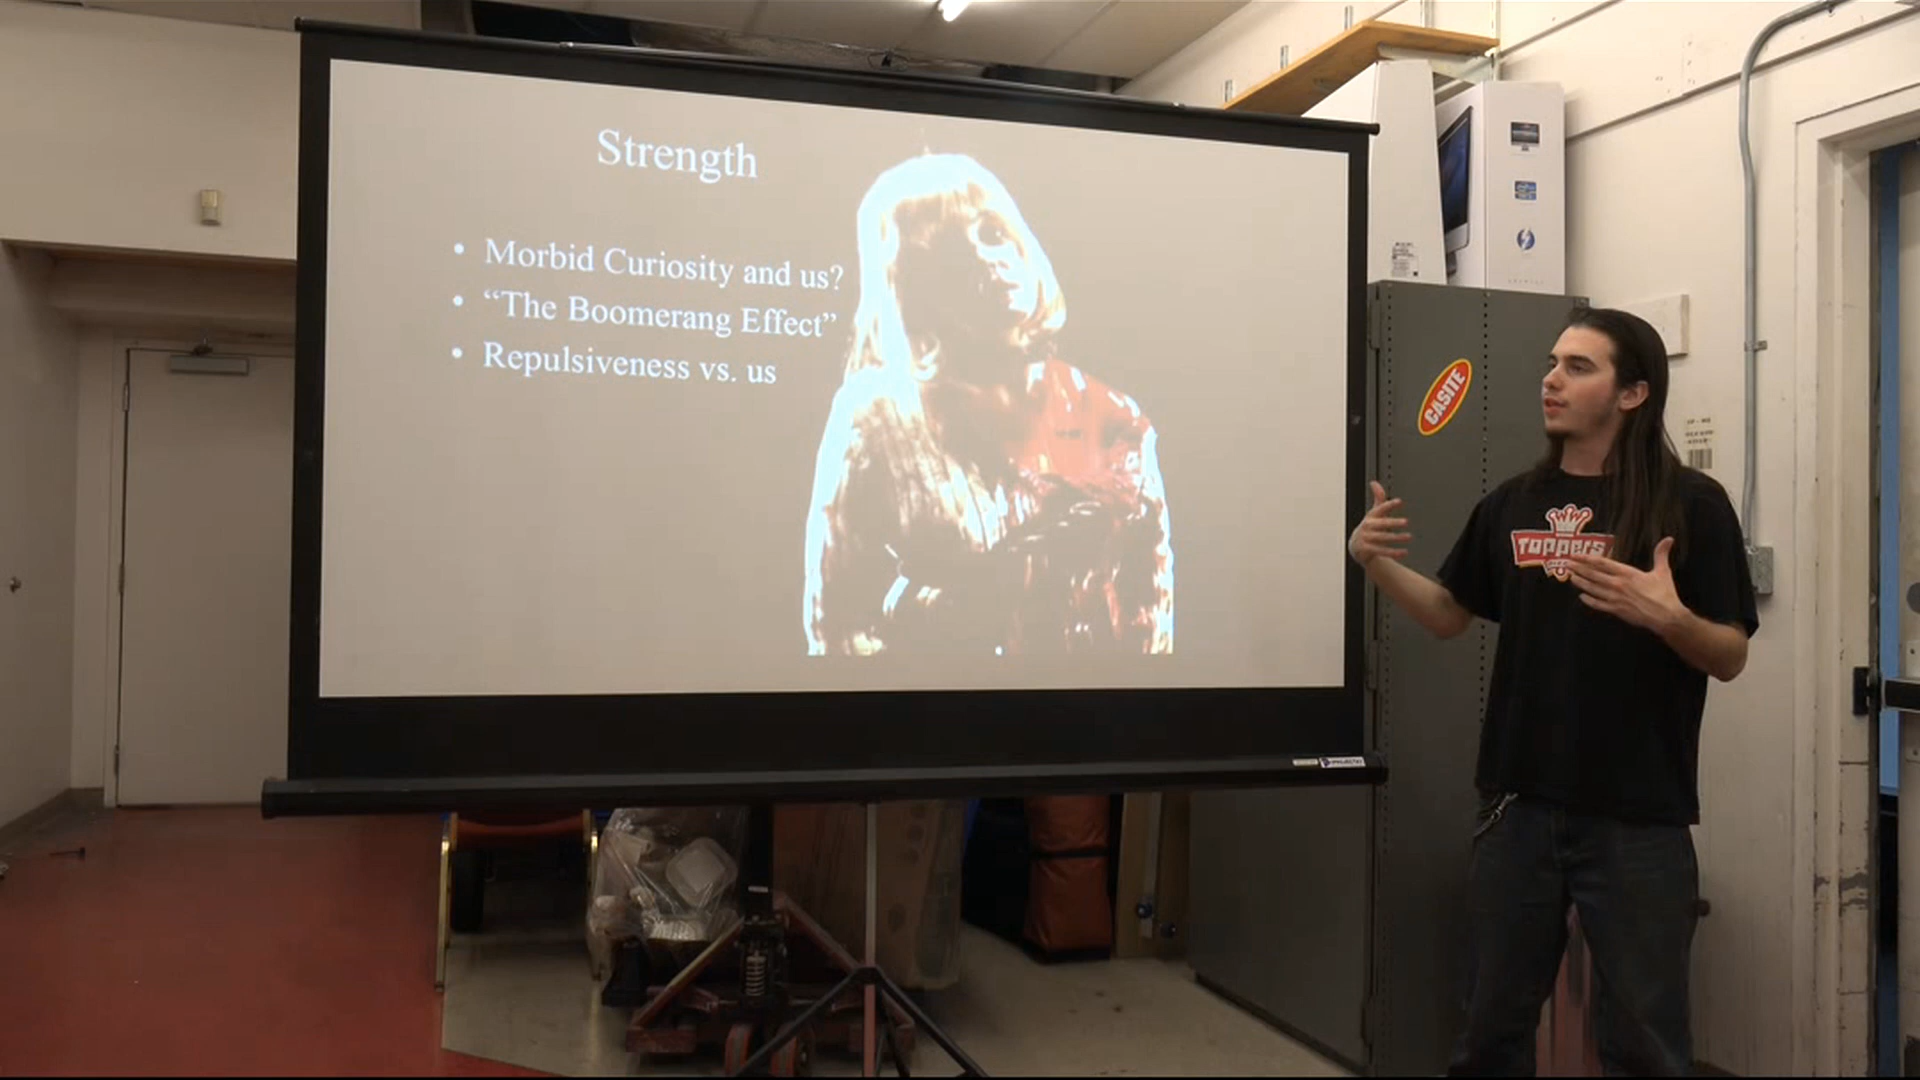 Strength
• Morbid Curiosity and us?
• “The Boomerang Effect”
• Repulsiveness vs. us
CASITE
Toppers